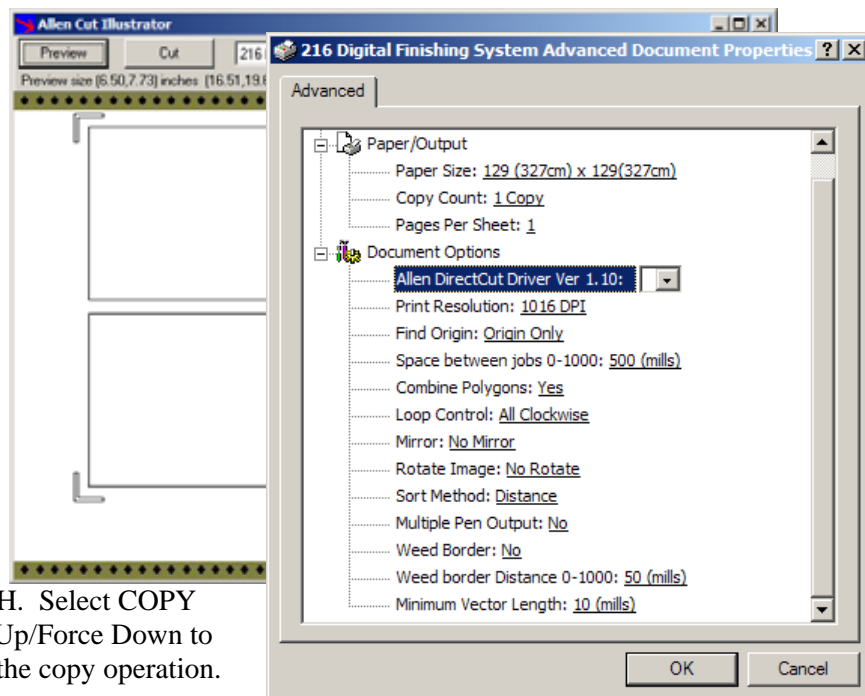 Allen Cut Illustrator
Preview
Cut
216
Preview size (6.50,7.73) inches (16.51,19.6
216 Digital Finishing System Advanced Document Properties
Advanced
Paper/Output
Paper Size: 129 (327cm) x 129(327cm)
Copy Count: 1 Copy
Pages Per Sheet: 1
Document Options
Allen DirectCut Driver Ver 1.10:
Print Resolution: 1016 DPI
Find Origin: Origin Only
Space between jobs 0-1000: 500 (mills)
Combine Polygons: Yes
Loop Control: All Clockwise
Mirror: No Mirror
Rotate Image: No Rotate
Sort Method: Distance
Multiple Pen Output: No
Weed Border: No
Weed border Distance 0-1000: 50 (mills)
Minimum Vector Length: 10 (mills)
OK
Cancel
H. Select COPY
Up/Force Down to
the copy operation.